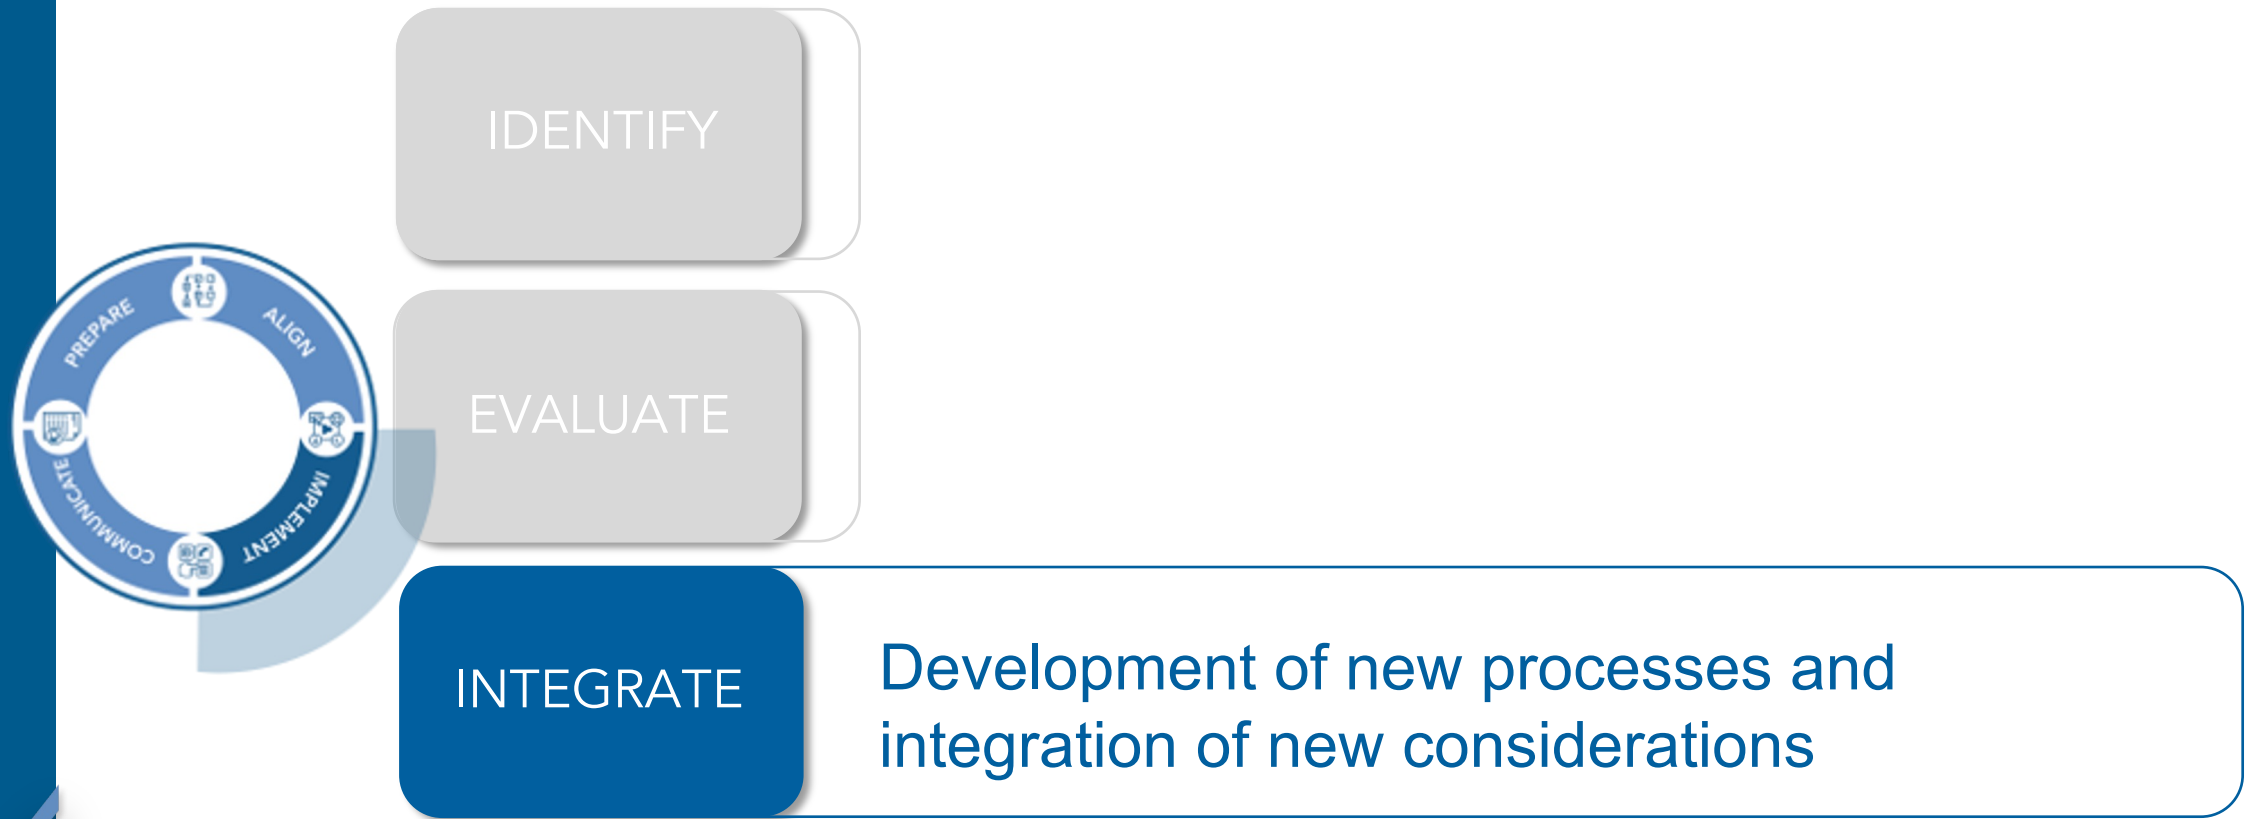 IDENTIFY
PREPARE
ALIGN
EVALUATE
COMMUNICATE
IMPLEMENT
INTEGRATE
Development of new processes and
integration of new considerations